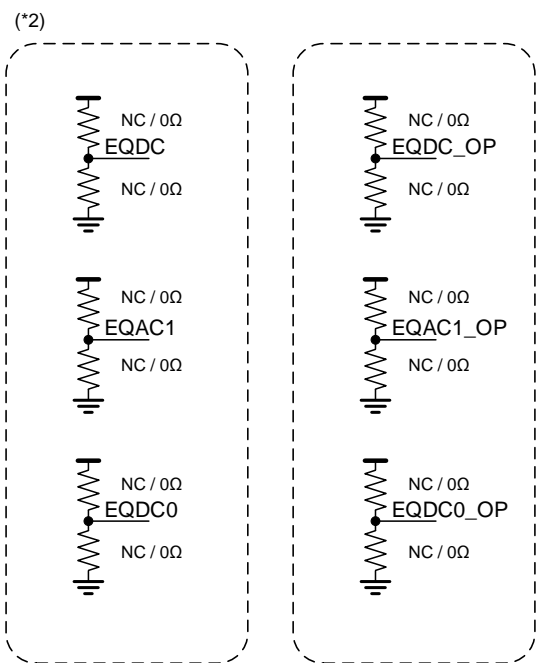 (*2)
NC / 0Ω
EQDC
NC / 0Ω
NC / 0Ω
EQAC1
NC / 0Ω
NC / 0Ω
EQDC0
NC / 0Ω
NC / 0Ω
EQDC_OP
NC / 0Ω
NC / 0Ω
EQAC1_OP
NC / 0Ω
NC / 0Ω
EQDC0_OP
NC / 0Ω